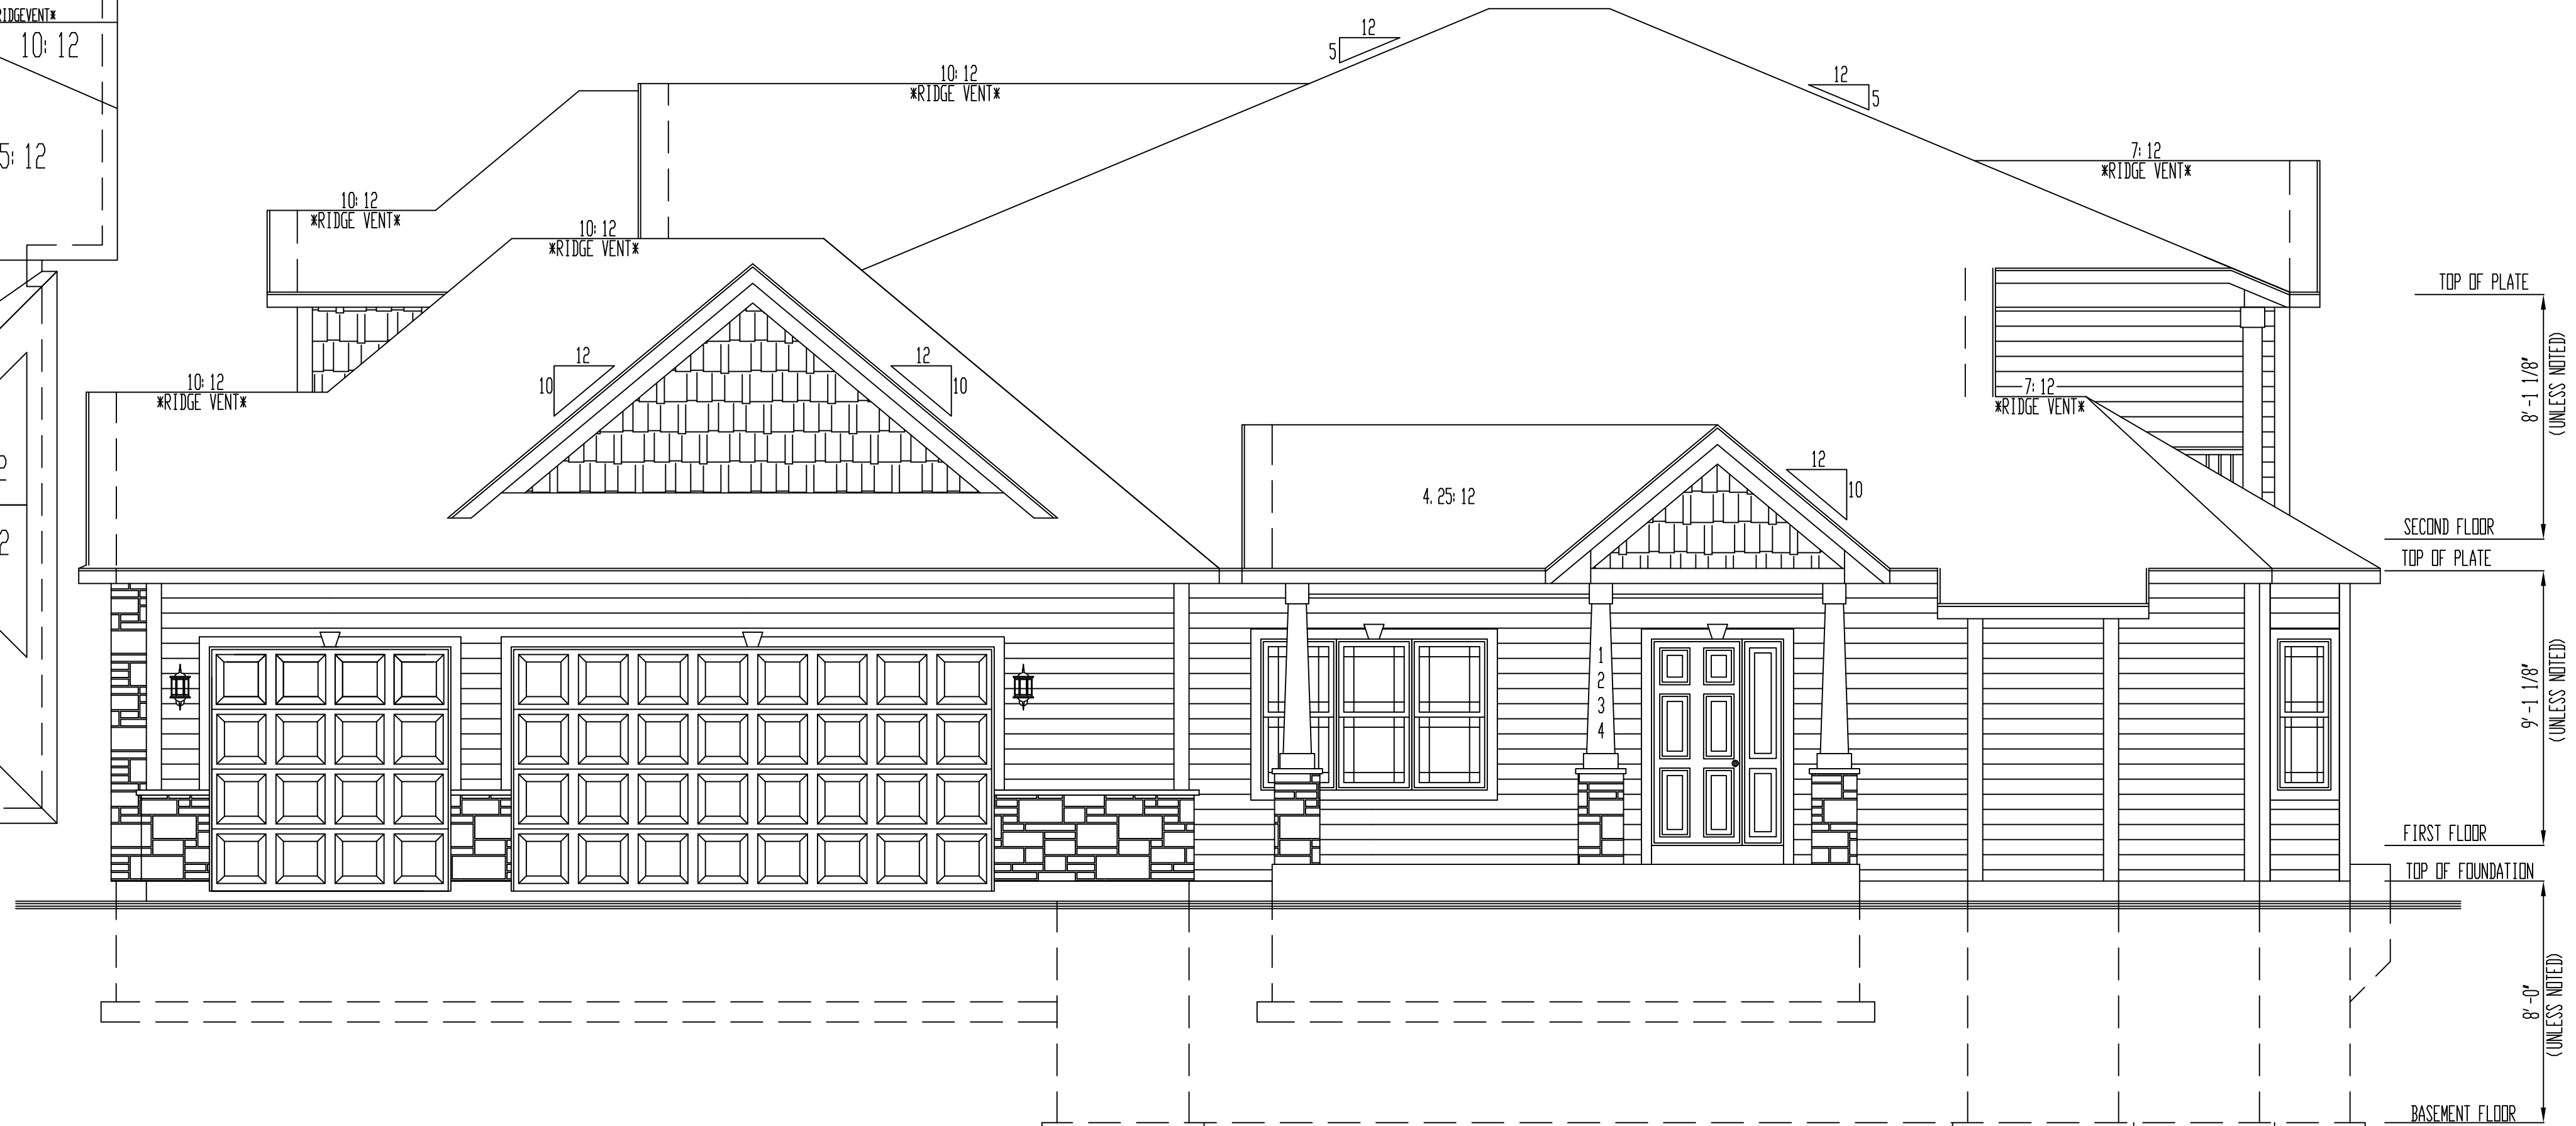 RIDGEVENT*
10:12
5:12
12
5
12
5
10:12
*RIDGE VENT*
7:12
*RIDGE VENT*
10:12
*RIDGE VENT*
10:12
*RIDGE VENT*
TOP OF PLATE
8'-1 1/8"
(UNLESS NOTED)
12
10
12
10
10:12
*RIDGE VENT*
7:12
*RIDGE VENT*
12
10
4.25:12
SECOND FLOOR
TOP OF PLATE
9'-1 1/8"
(UNLESS NOTED)
1
2
3
4
FIRST FLOOR
TOP OF FOUNDATION
8'-0"
(UNLESS NOTED)
BASEMENT FLOOR